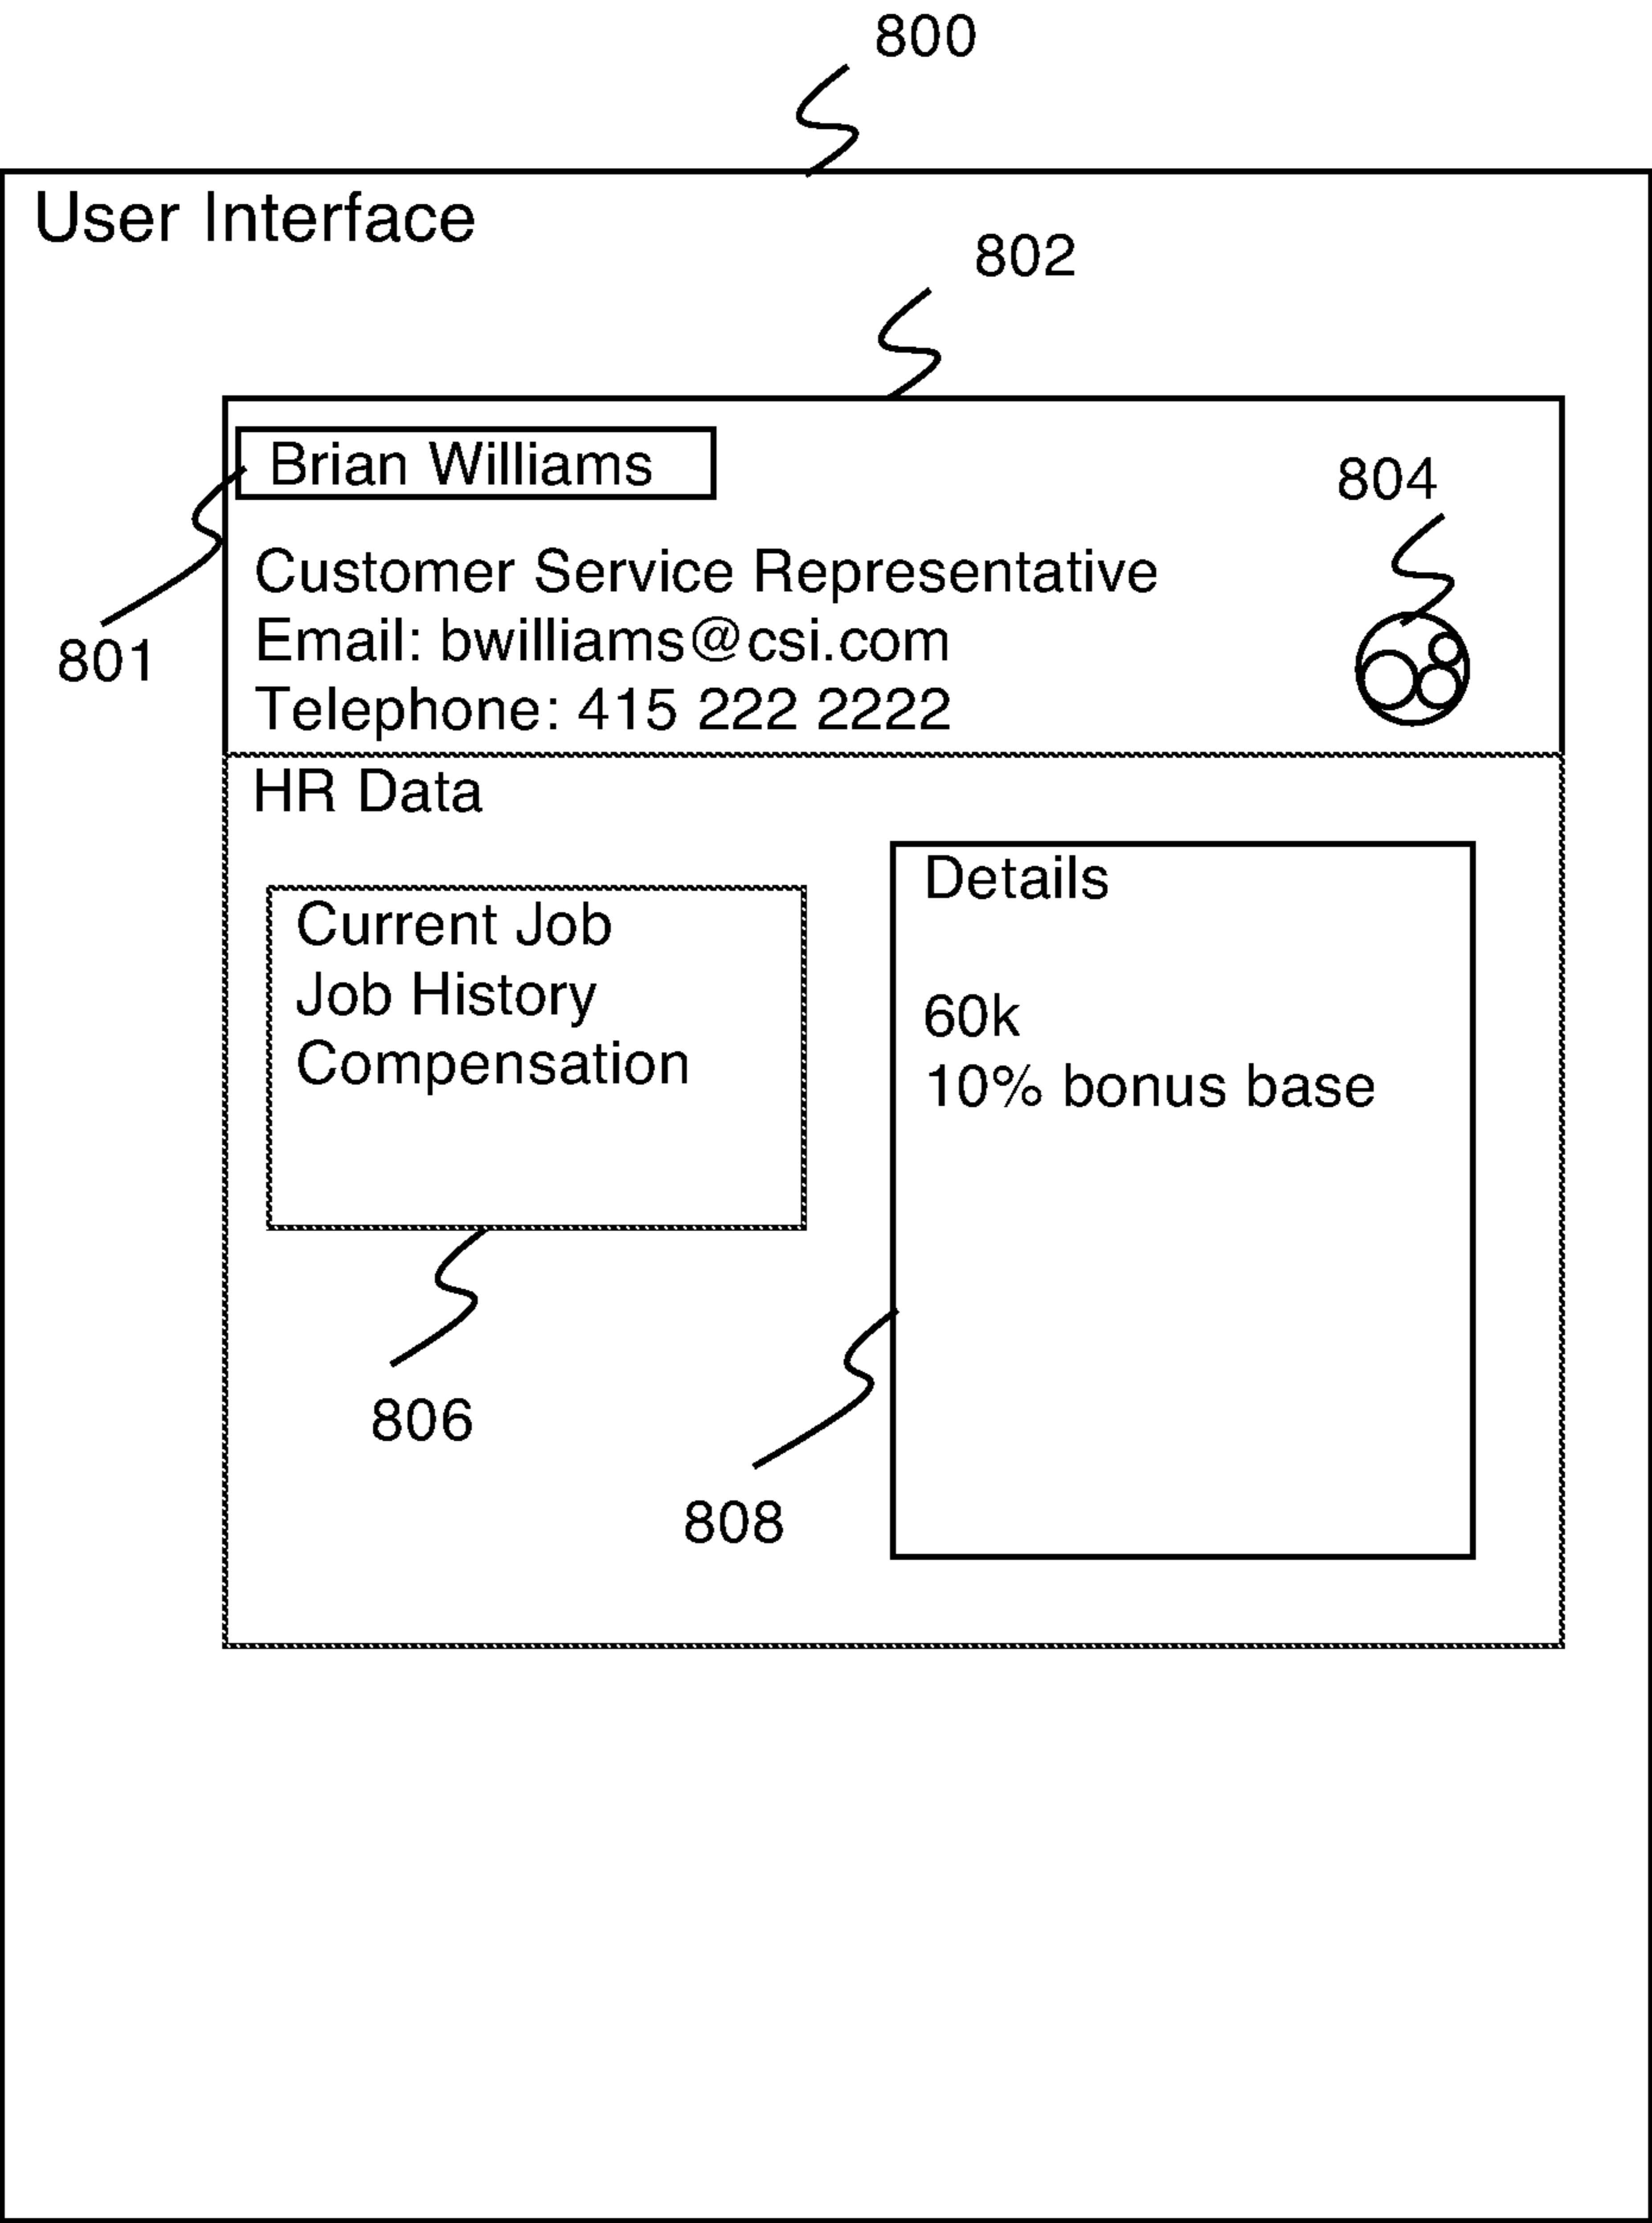 800
User Interface
802
Brian Williams
804
Customer Service Representative
801
Email: bwilliams@csi.com
Telephone: 415 222 2222
HR Data
Current Job
Job History
Compensation
Details
60k
10% bonus base
806
808